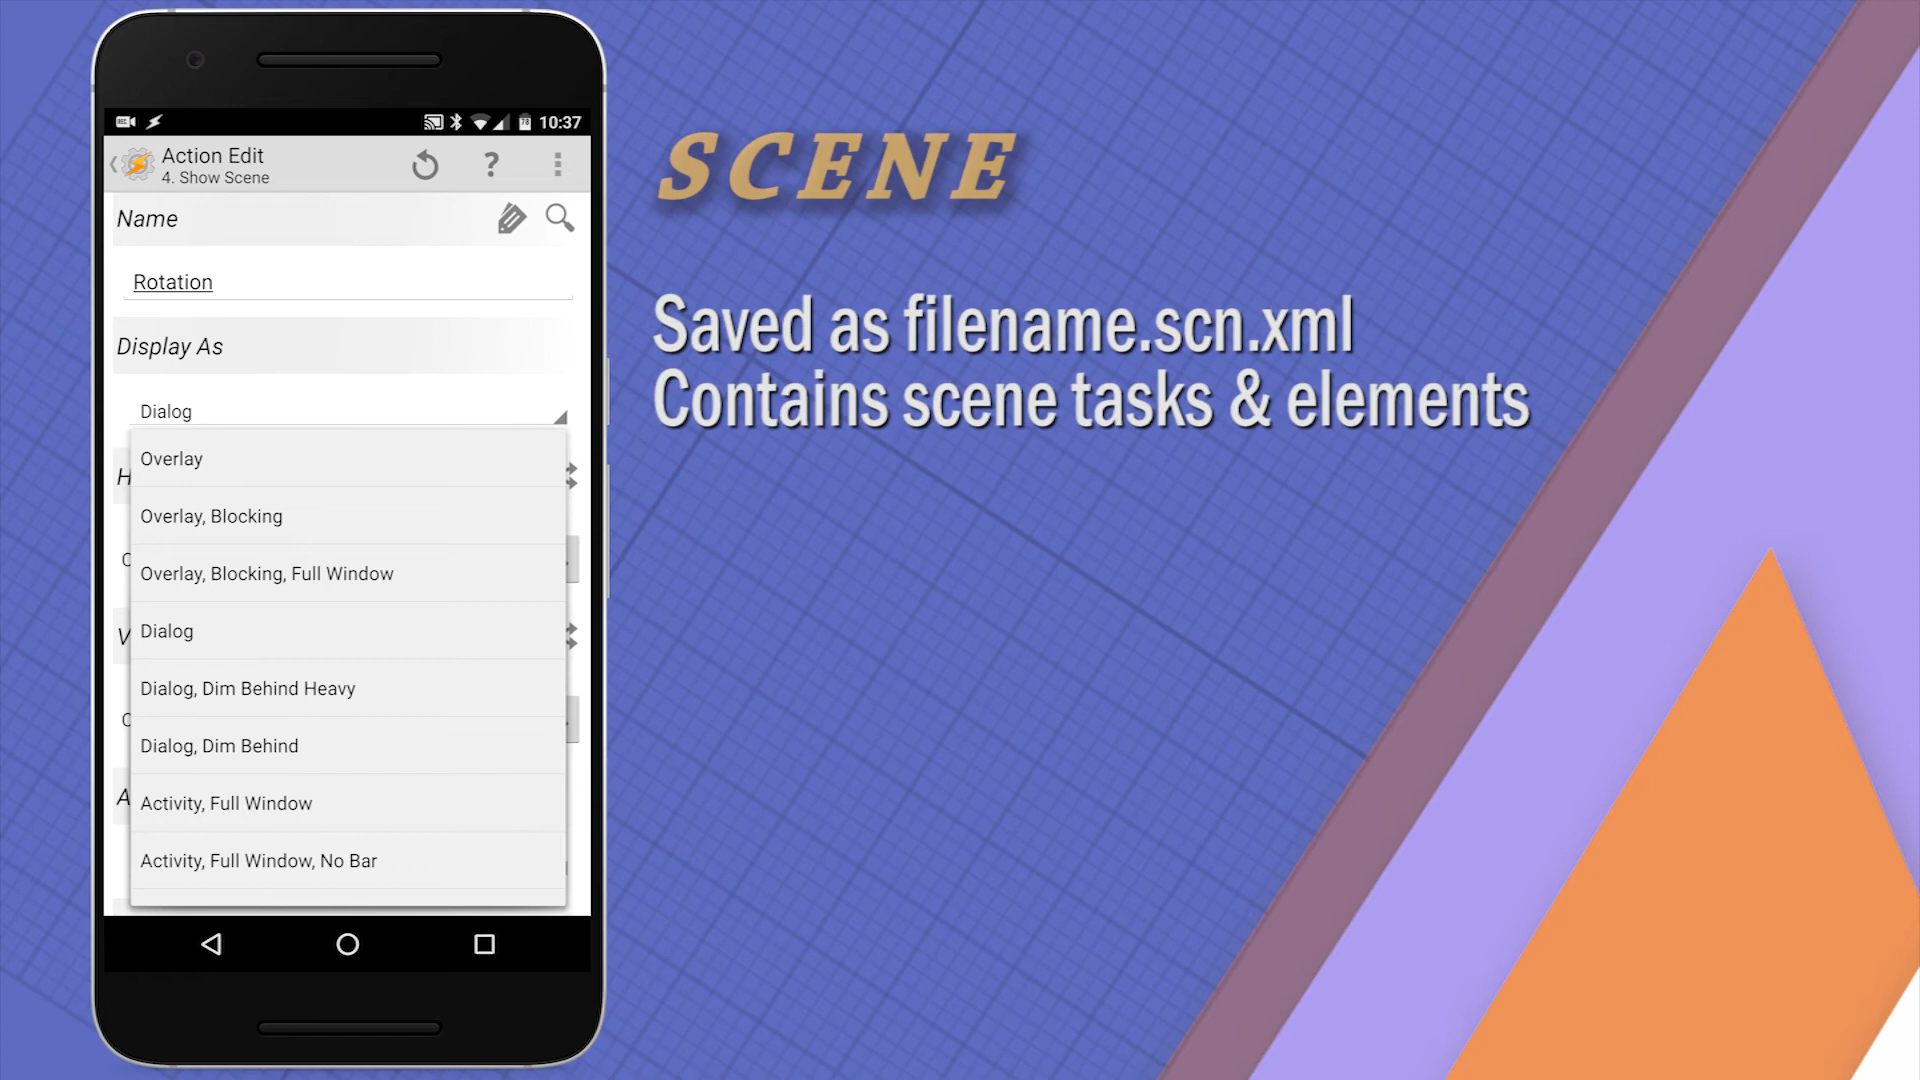 10:37
Action Edit
4. Show Scene
Name
Rotation
Display As
Dialog
Overlay
Overlay, Blocking
Overlay, Blocking, Full Window
Dialog
Dialog, Dim Behind Heavy
Dialog, Dim Behind
Activity, Full Window
Activity, Full Window, No Bar
SCENE
Saved as filename.scn.xml
Contains scene tasks & elements